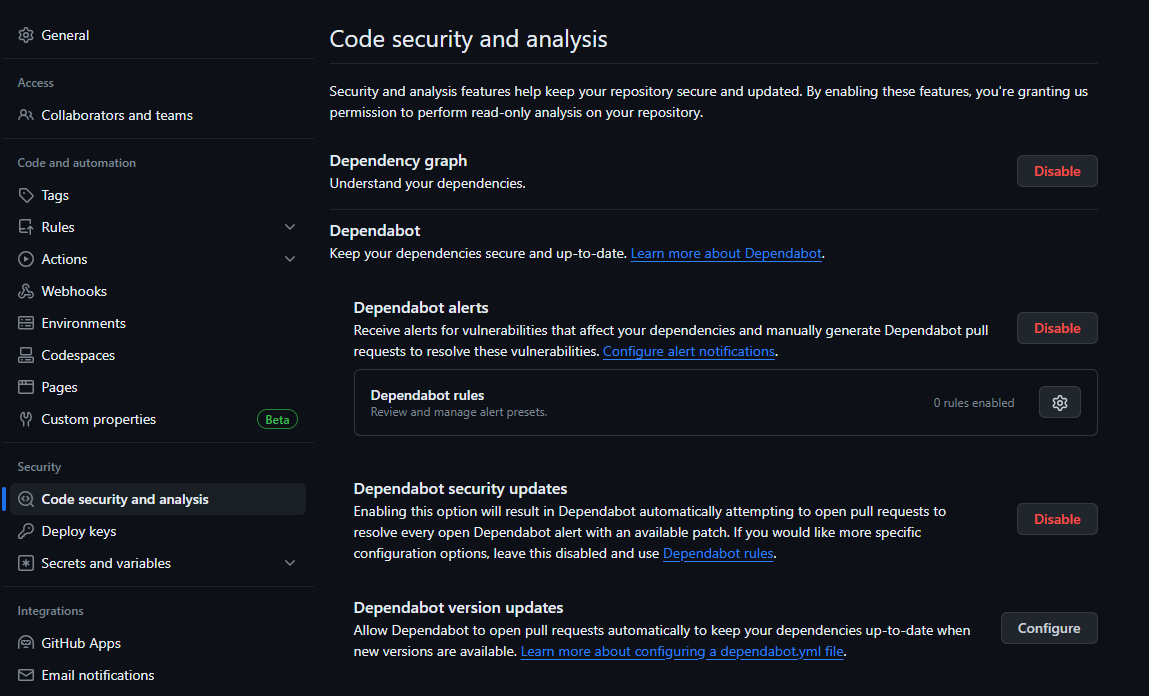 General
Access
Collaborators and teams
Code and automation
Tags
Rules
Actions
Webhooks
Environments
Codespaces
Pages
Custom properties
Beta
Security
Code security and analysis
Deploy keys
Secrets and variables
Integrations
GitHub Apps
Email notifications
Code security and analysis
Security and analysis features help keep your repository secure and updated. By enabling these features, you're granting us
permission to perform read-only analysis on your repository.
Dependency graph
Understand your dependencies.
Disable
Dependabot
Keep your dependencies secure and up-to-date. Learn more about Dependabot.
Dependabot alerts
Receive alerts for vulnerabilities that affect your dependencies and manually generate Dependabot pull
requests to resolve these vulnerabilities. Configure alert notifications.
Disable
Dependabot rules
Review and manage alert presets.
0 rules enabled
Dependabot security updates
Enabling this option will result in Dependabot automatically attempting to open pull requests to
resolve every open Dependabot alert with an available patch. If you would like more specific
configuration options, leave this disabled and use Dependabot rules.
Disable
Dependabot version updates
Allow Dependabot to open pull requests automatically to keep your dependencies up-to-date when
new versions are available. Learn more about configuring a dependabot.yml file.
Configure